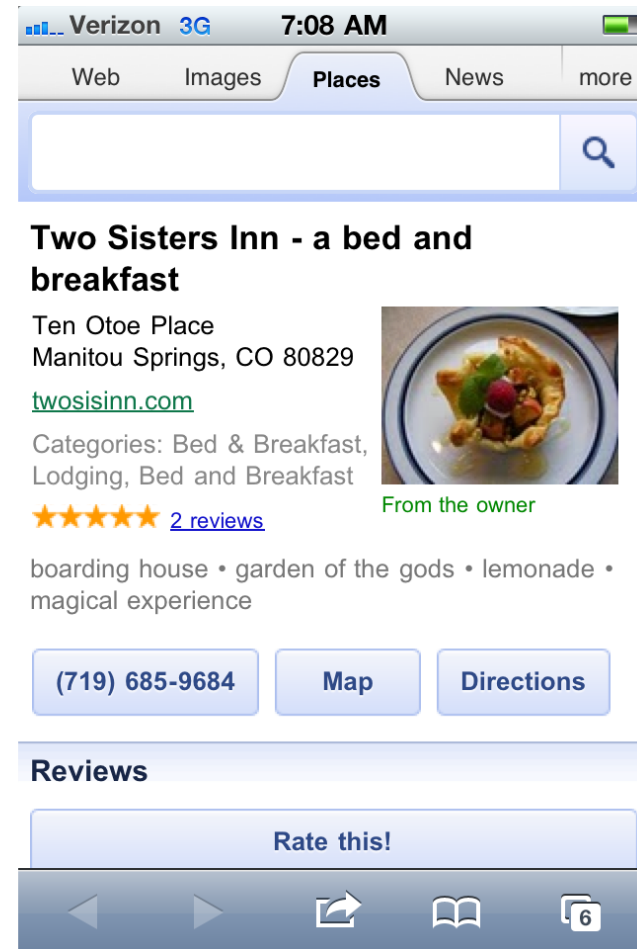 Verizon 3G 7:08 AM
Web Images Places News more
Two Sisters Inn - a bed and
breakfast
Ten Otoe Place
Manitou Springs, CO 80829
twosisinn.com
Categories: Bed & Breakfast,
Lodging, Bed and Breakfast
2 reviews
From the owner
boarding house • garden of the gods • lemonade •
magical experience
(719) 685-9684 Map Directions
Reviews
Rate this!
6